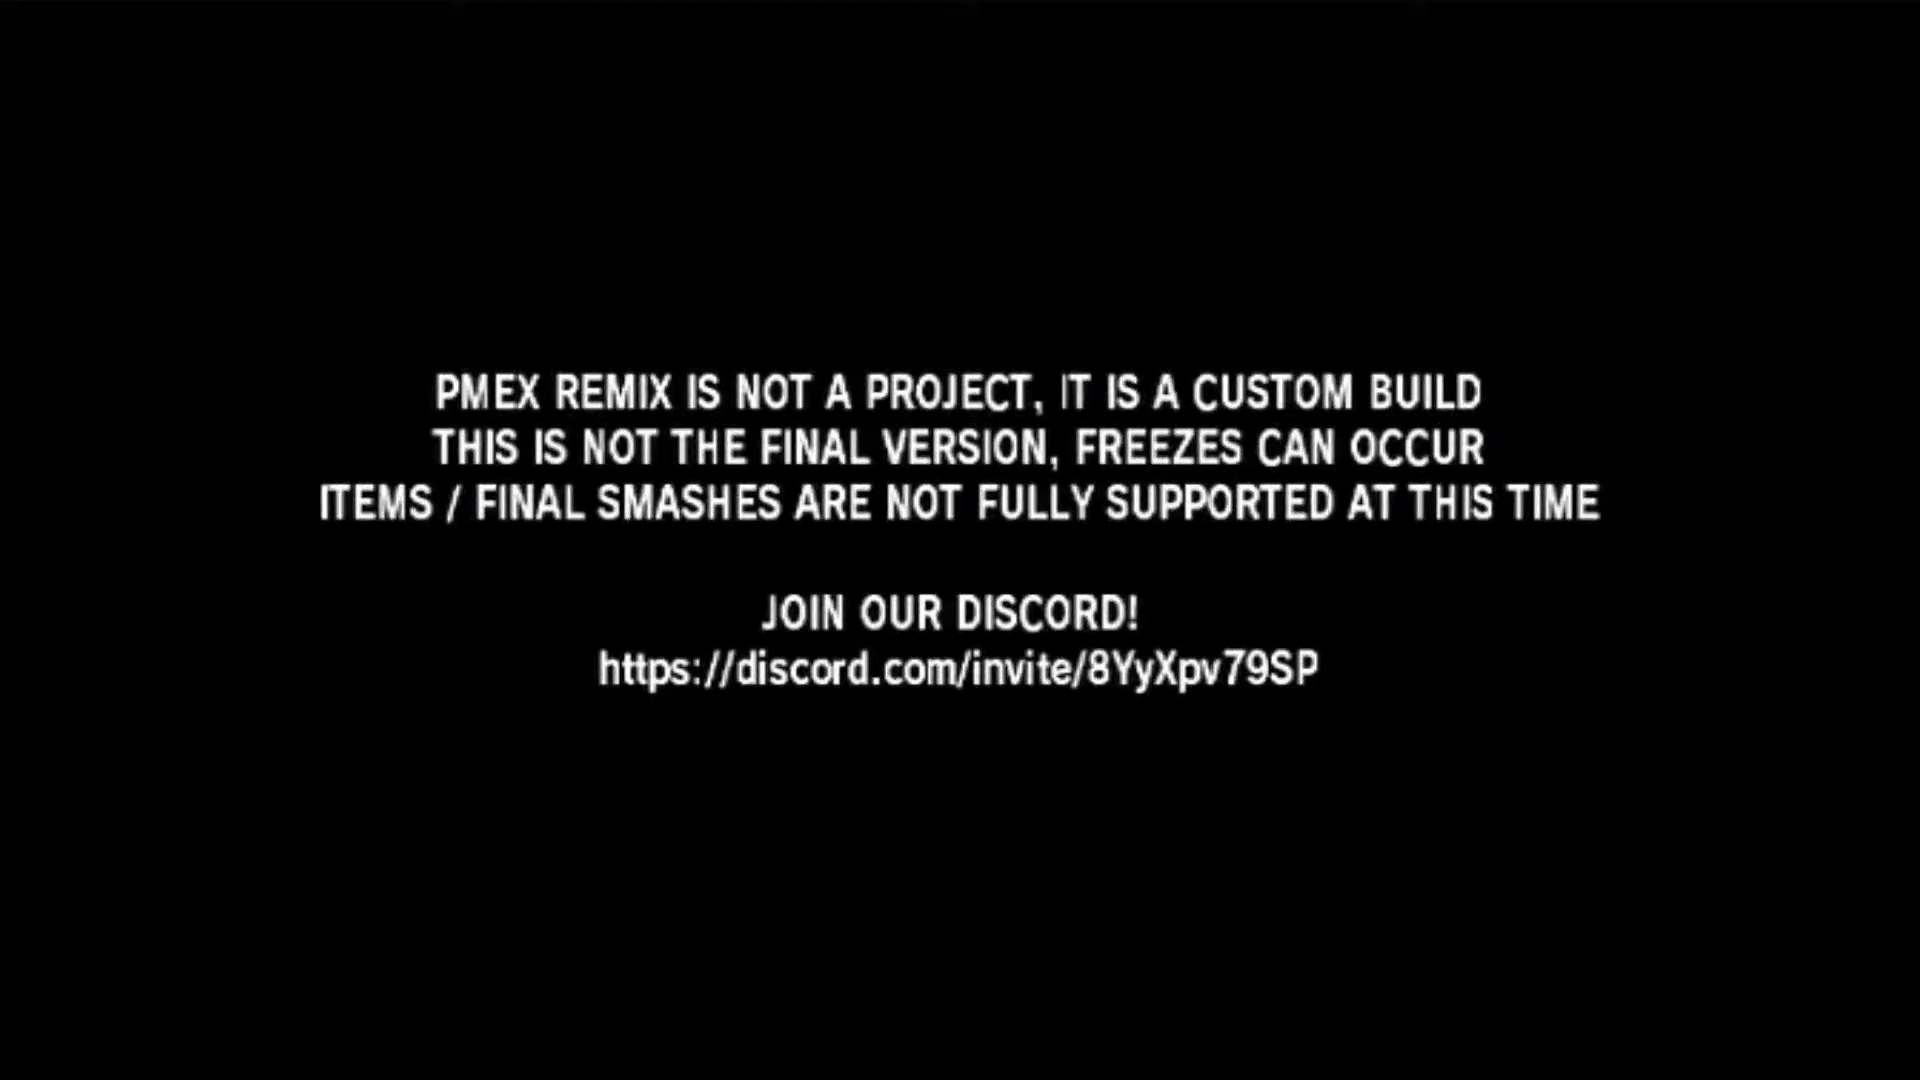 PMEX REMIX IS NOT A PROJECT, IT IS A CUSTOM BUILD
THIS IS NOT THE FINAL VERSION, FREEZES CAN OCCUR
ITEMS / FINAL SMASHES ARE NOT FULLY SUPPORTED AT THIS TIME
JOIN OUR DISCORD!
https://discord.com/invite/8YyXpv79SP